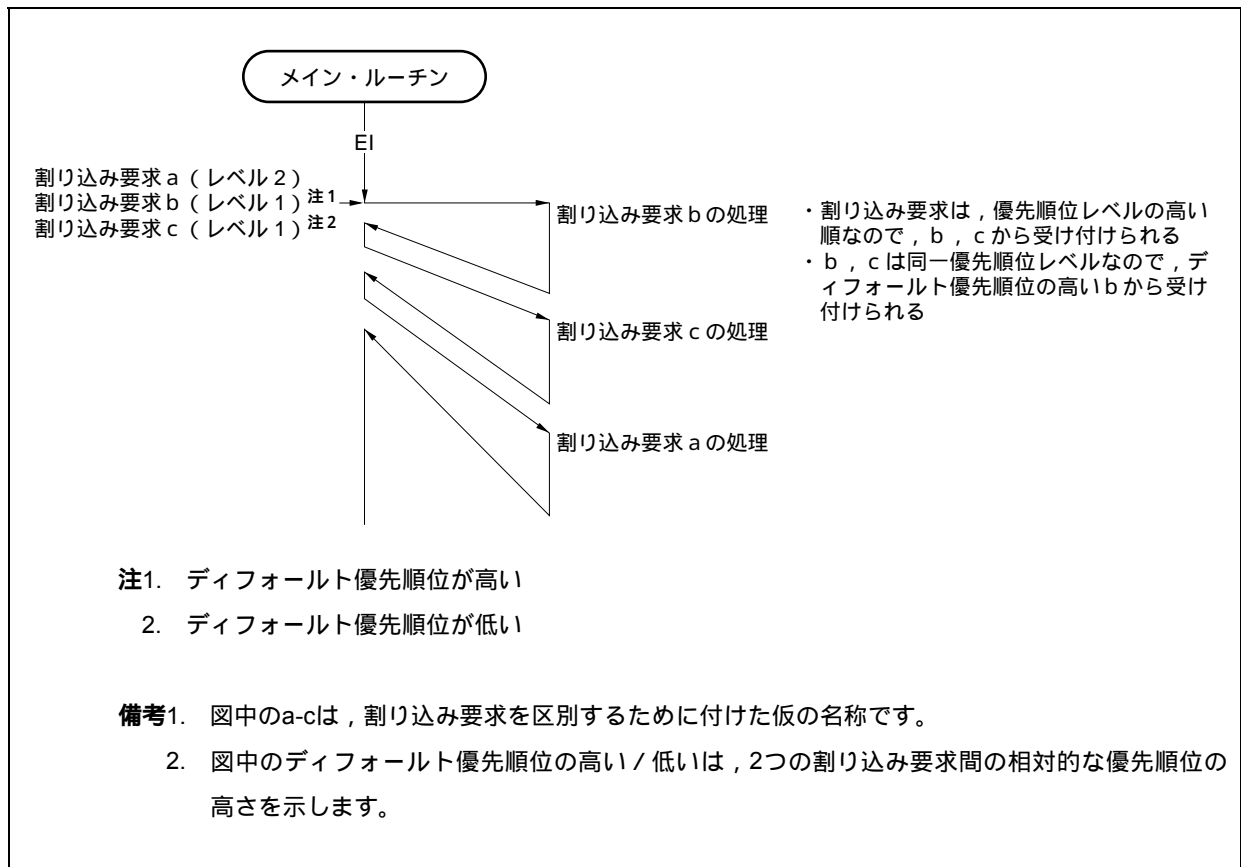 メイン・ルーチン
EI
割り込み要求a(レベル2)
割り込み要求b(レベル1)注1
割り込み要求c(レベル1)注2
割り込み要求bの処理
・割り込み要求は,優先順位レベルの高い
順なので,b,cから受け付けられる
・b,cは同一優先順位レベルなので,デ
ィフォールト優先順位の高いbから受け
付けられる
割り込み要求cの処理
割り込み要求aの処理
注1. ディフォールト優先順位が高い
2. ディフォールト優先順位が低い
備考1. 図中のa-cは,割り込み要求を区別するために付けた仮の名称です。
2. 図中のディフォールト優先順位の高い/低いは,2つの割り込み要求間の相対的な優先順位の
高さを示します。